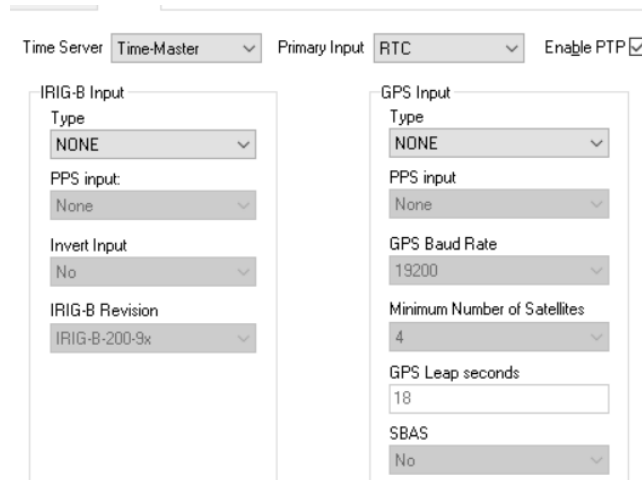 Time Server Time-Master Primary Input RTC Enable PTP
IRIG-B Input
Type
NONE
PPS input:
None
Invert Input
No
IRIG-B Revision
IRIG-B-200-9x
GPS Input
Type
NONE
PPS input
None
GPS Baud Rate
19200
Minimum Number of Satellites
4
GPS Leap seconds
18
SBAS
No